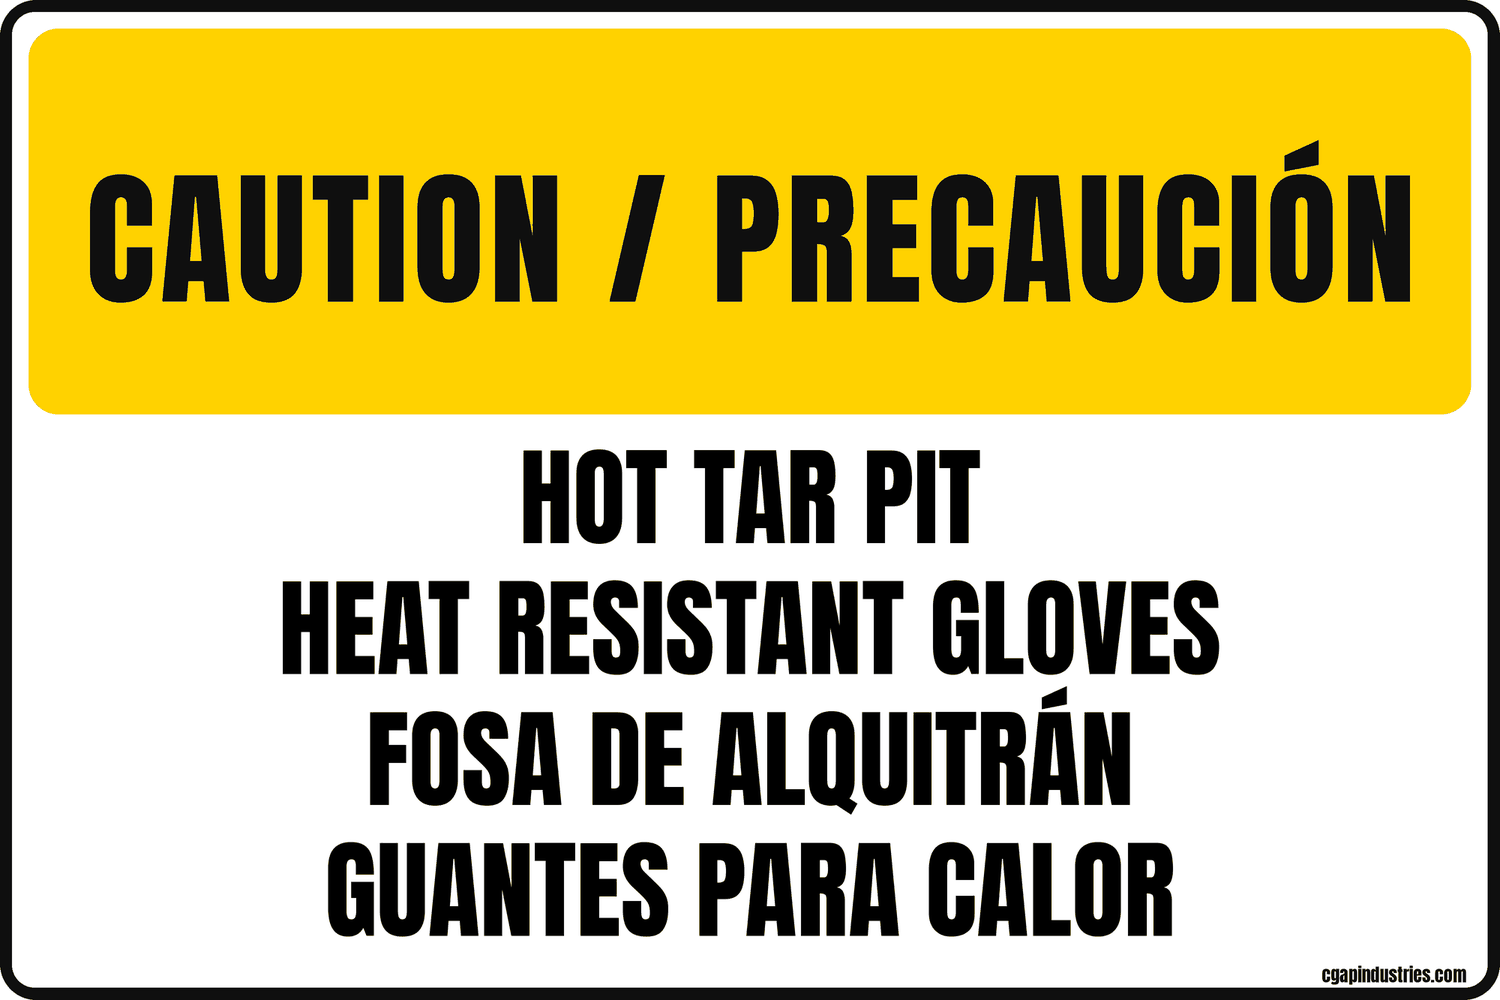 CAUTION / PRECAUCIÓN
HOT TAR PIT
HEAT RESISTANT GLOVES
FOSA DE ALQUITRÁN
GUANTES PARA CALOR
cgapindustries.com